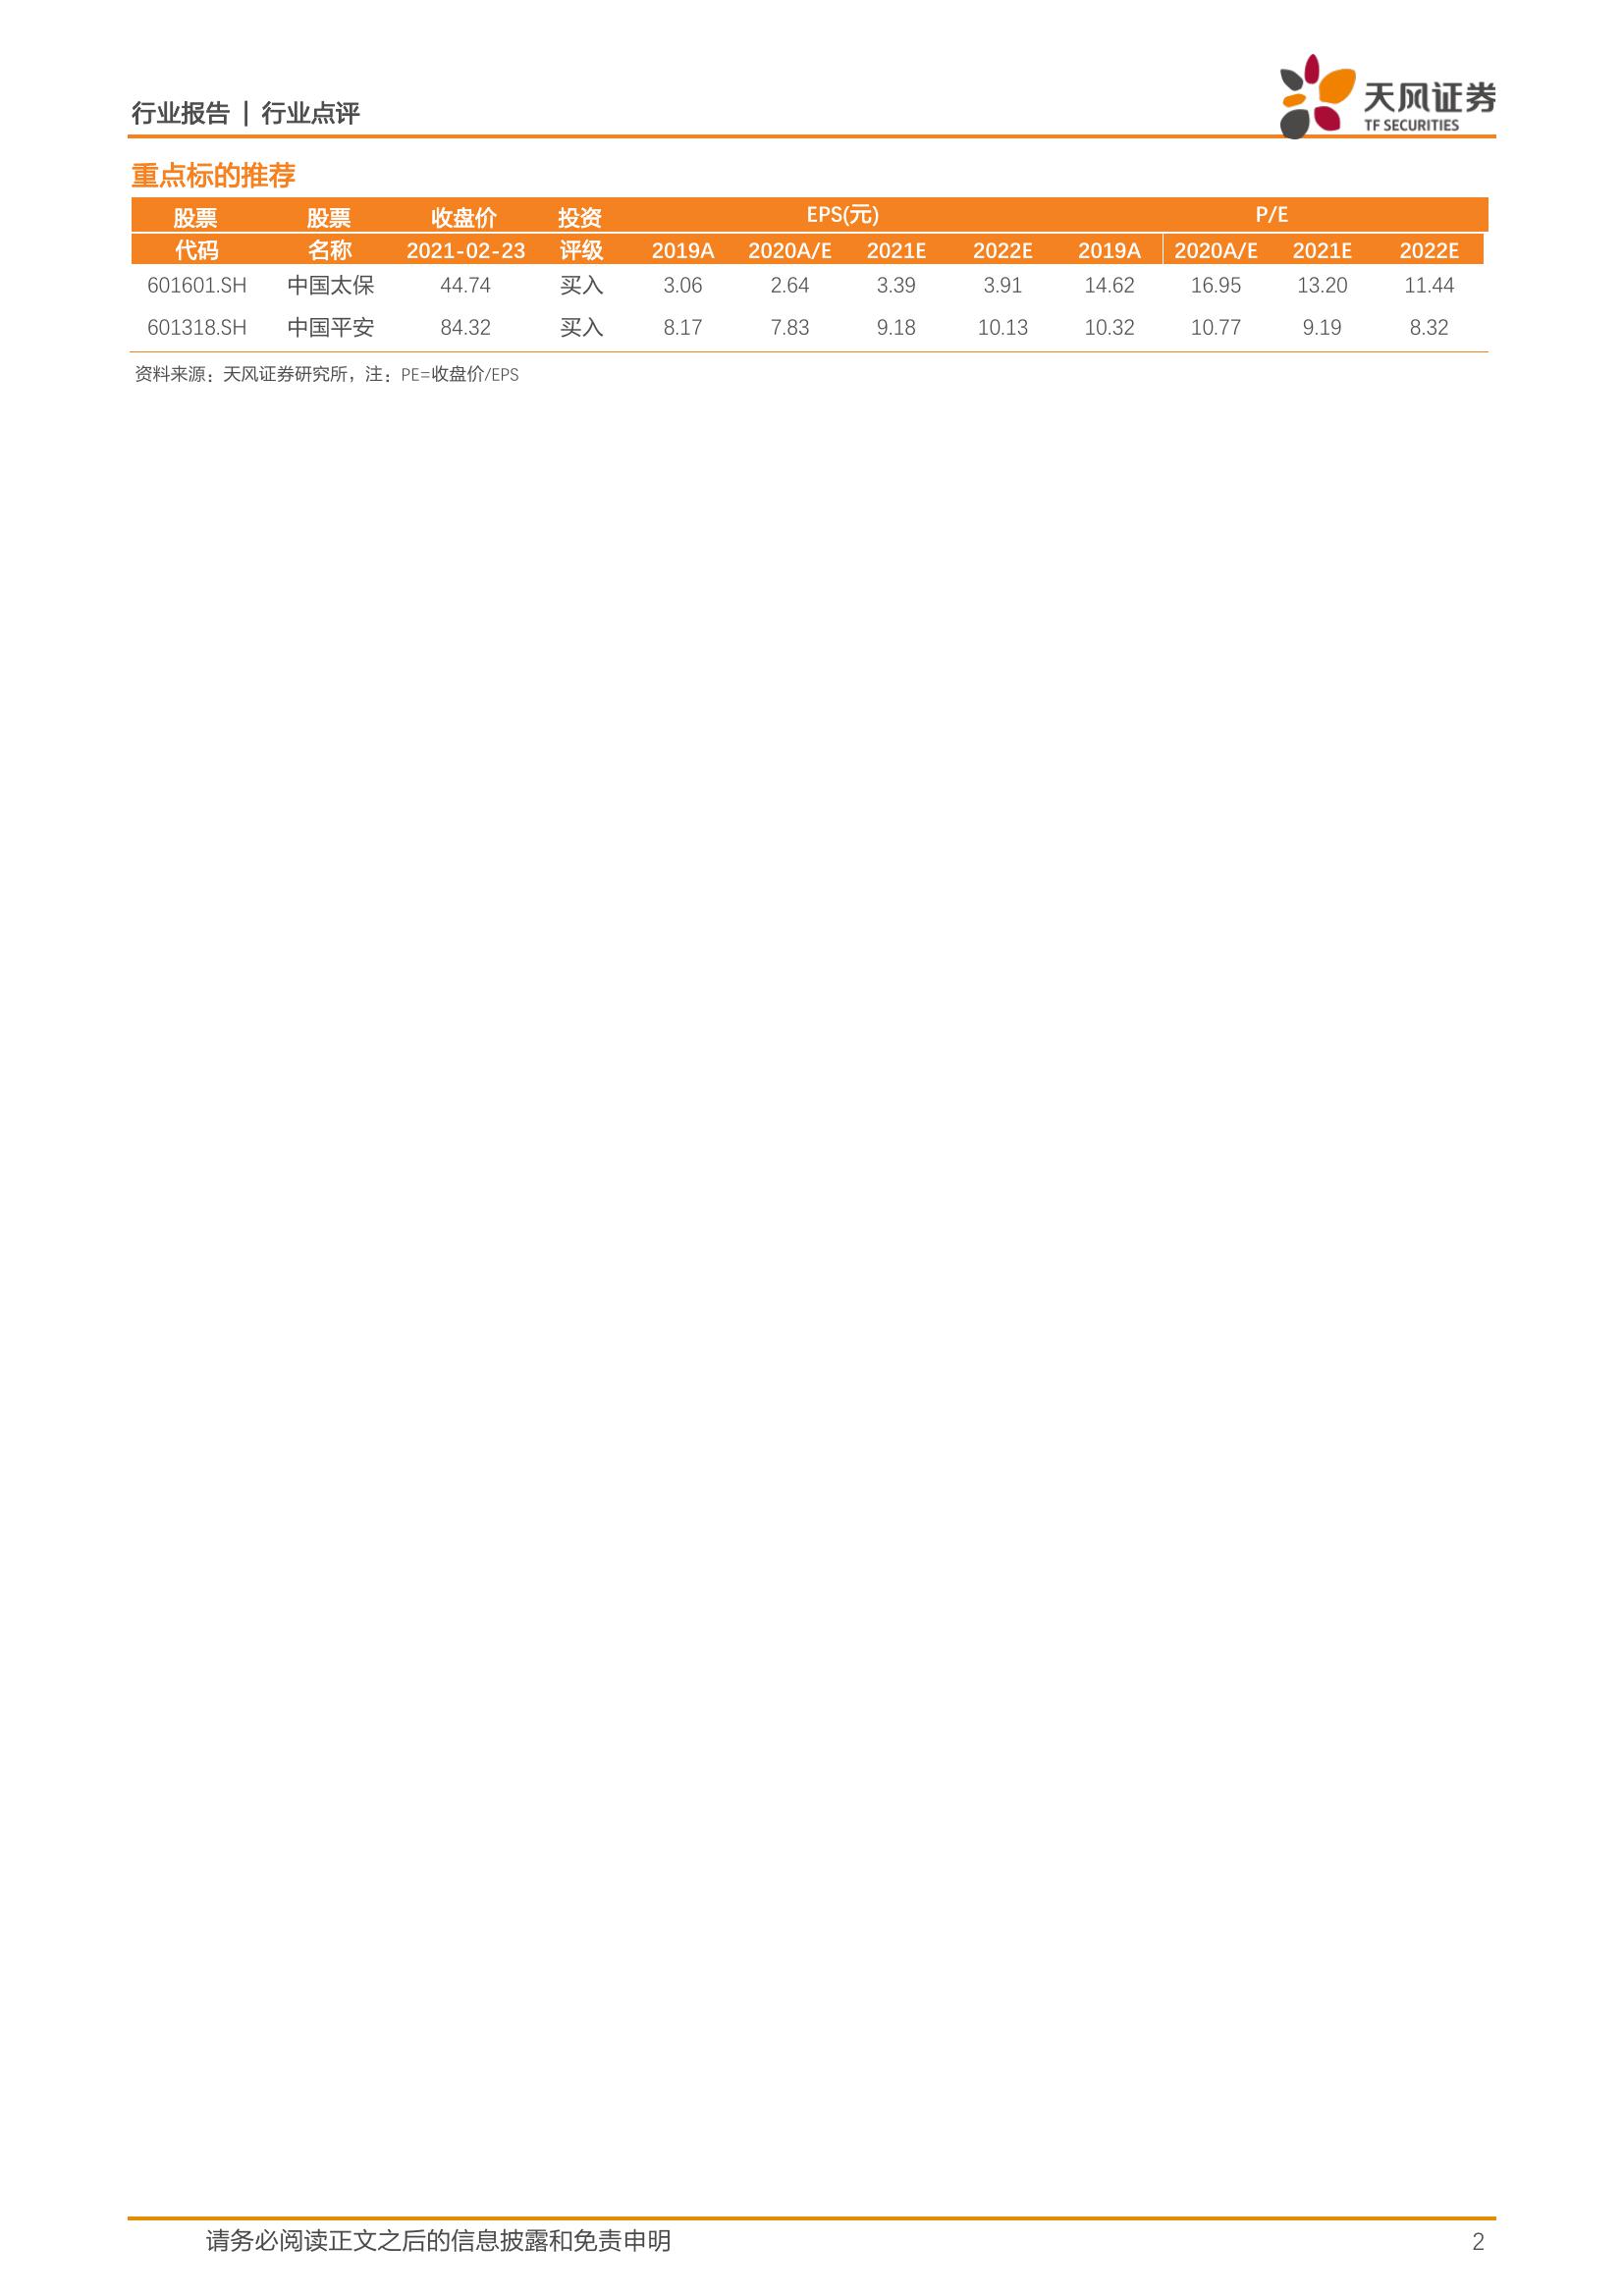 行业报告 | 行业点评
天风证券
TF SECURITIES
重点标的推荐
股票 股票 收盘价 投资 EPS(元) P/E
代码 名称 2021-02-23 评级 2019A 2020A/E 2021E 2022E 2019A 2020A/E 2021E 2022E
601601.SH 中国太保 44.74 买入 3.06 2.64 3.39 3.91 14.62 16.95 13.20 11.44
601318.SH 中国平安 84.32 买入 8.17 7.83 9.18 10.13 10.32 10.77 9.19 8.32
资料来源：天风证券研究所，注：PE=收盘价/EPS
请务必阅读正文之后的信息披露和免责申明 2